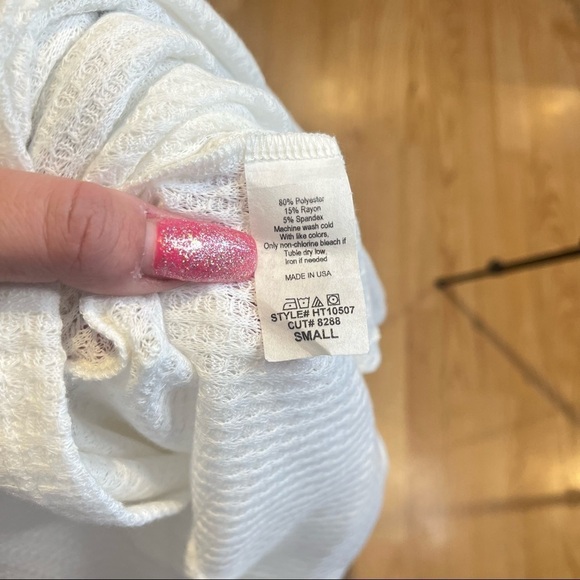 80% Polyester
15% Rayon
5% Spandex
Machine wash cold
With like colors,
Only non-chlorine bleach if
Tubie dry low,
Iron if needed
MADE IN USA
STYLE# HT10507
CUT# 8288
SMALL